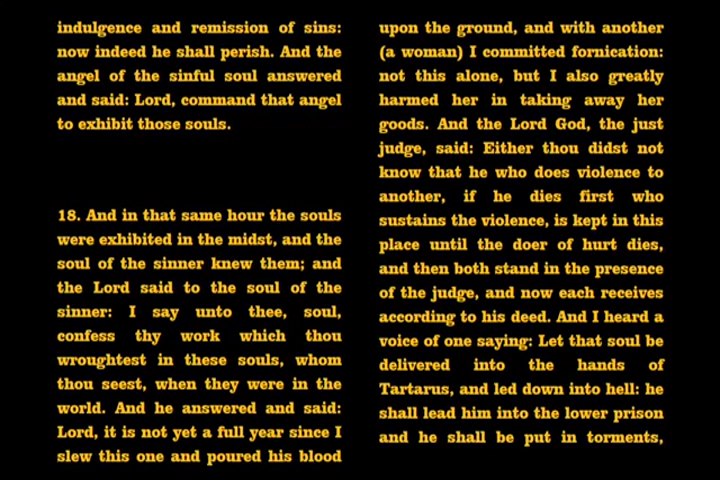 indulgence and remission of sins:
now indeed he shall perish. And the
angel of the sinful soul answered
and said: Lord, command that angel
to exhibit those souls.
18. And in that same hour the souls
were exhibited in the midst, and the
soul of the sinner knew them; and
the Lord said to the soul of the
sinner: I say unto thee, soul,
confess thy work which thou
wroughtest in these souls, whom
thou seest, when they were in the
world. And he answered and said:
Lord, it is not yet a full year since I
slew this one and poured his blood
upon the ground, and with another
(a woman) I committed fornication:
not this alone, but I also greatly
harmed her in taking away her
goods. And the Lord God, the just
judge, said: Either thou didst not
know that he who does violence to
another, if he dies first who
sustains the violence, is kept in this
place until the doer of hurt dies,
and then both stand in the presence
of the judge, and now each receives
according to his deed. And I heard a
voice of one saying: Let that soul be
delivered into the hands of
Tartarus, and led down into hell: he
shall lead him into the lower prison
and he shall be put in torments,